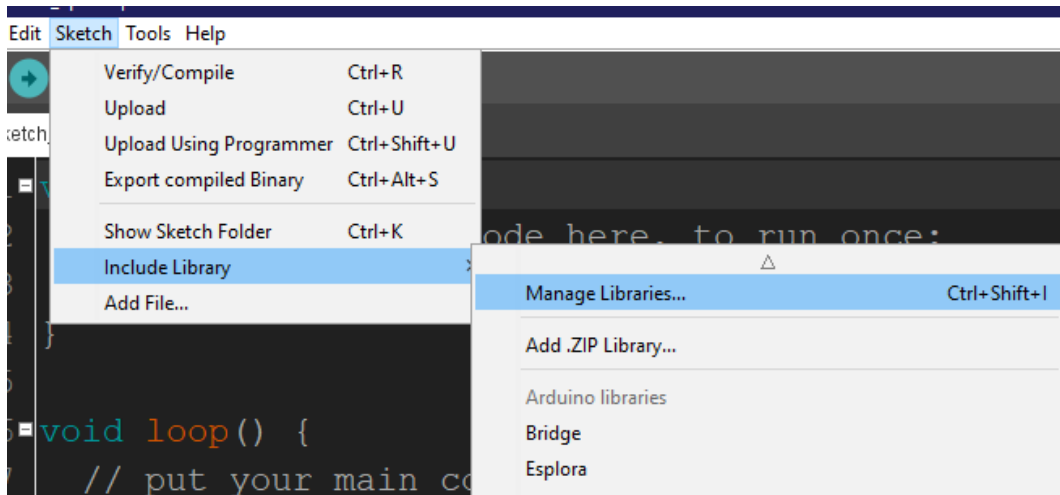 Edit Sketch Tools Help
Verify/Compile Ctrl+R
Upload Ctrl+U
Upload Using Programmer Ctrl+Shift+U
Export compiled Binary Ctrl+Alt+S
Show Sketch Folder Ctrl+K
Include Library
Add File...
Manage Libraries... Ctrl+Shift+I
Add .ZIP Library...
Arduino libraries
Bridge
Esplora
ode here, to run once:
}
void loop() {
// put your main co